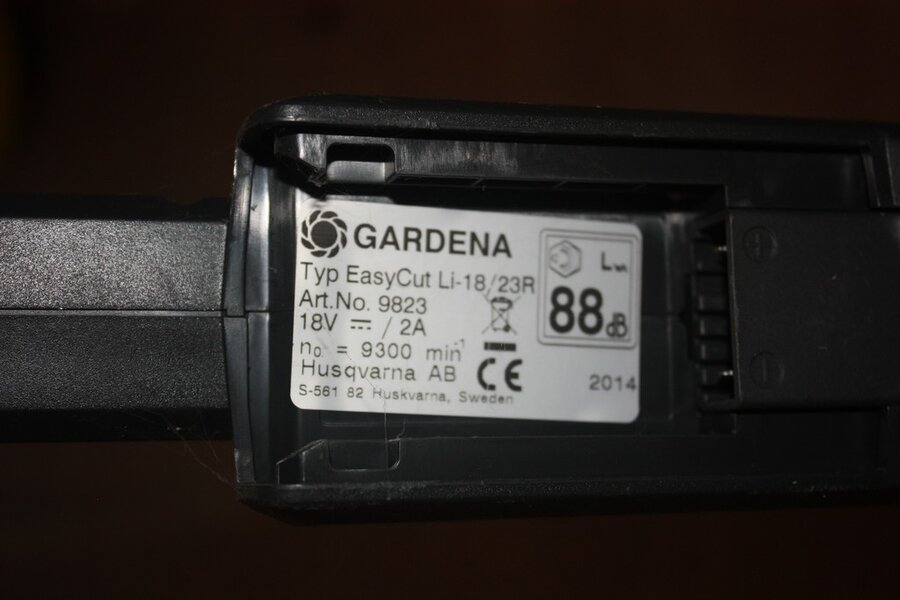 GARDENA
Typ EasyCut Li-18/23R
Art.No. 9823
18V ⎓ / 2A
n₀ = 9300 min⁻¹
Husqvarna AB
S-561 82 Huskvarna, Sweden
CE
LWA
88 dB
2014